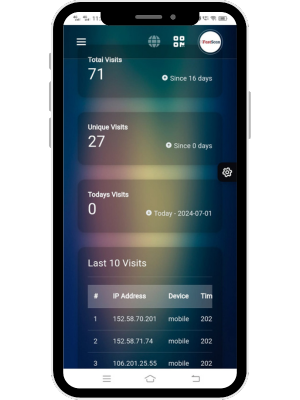 Total Visits
71
Since 16 days
Unique Visits
27
Since 0 days
Todays Visits
0
Today - 2024-07-01
Last 10 Visits
# IP Address Device Tim
1 152.58.70.201 mobile 202
2 152.58.71.74 mobile 202
3 106.201.25.55 mobile 202